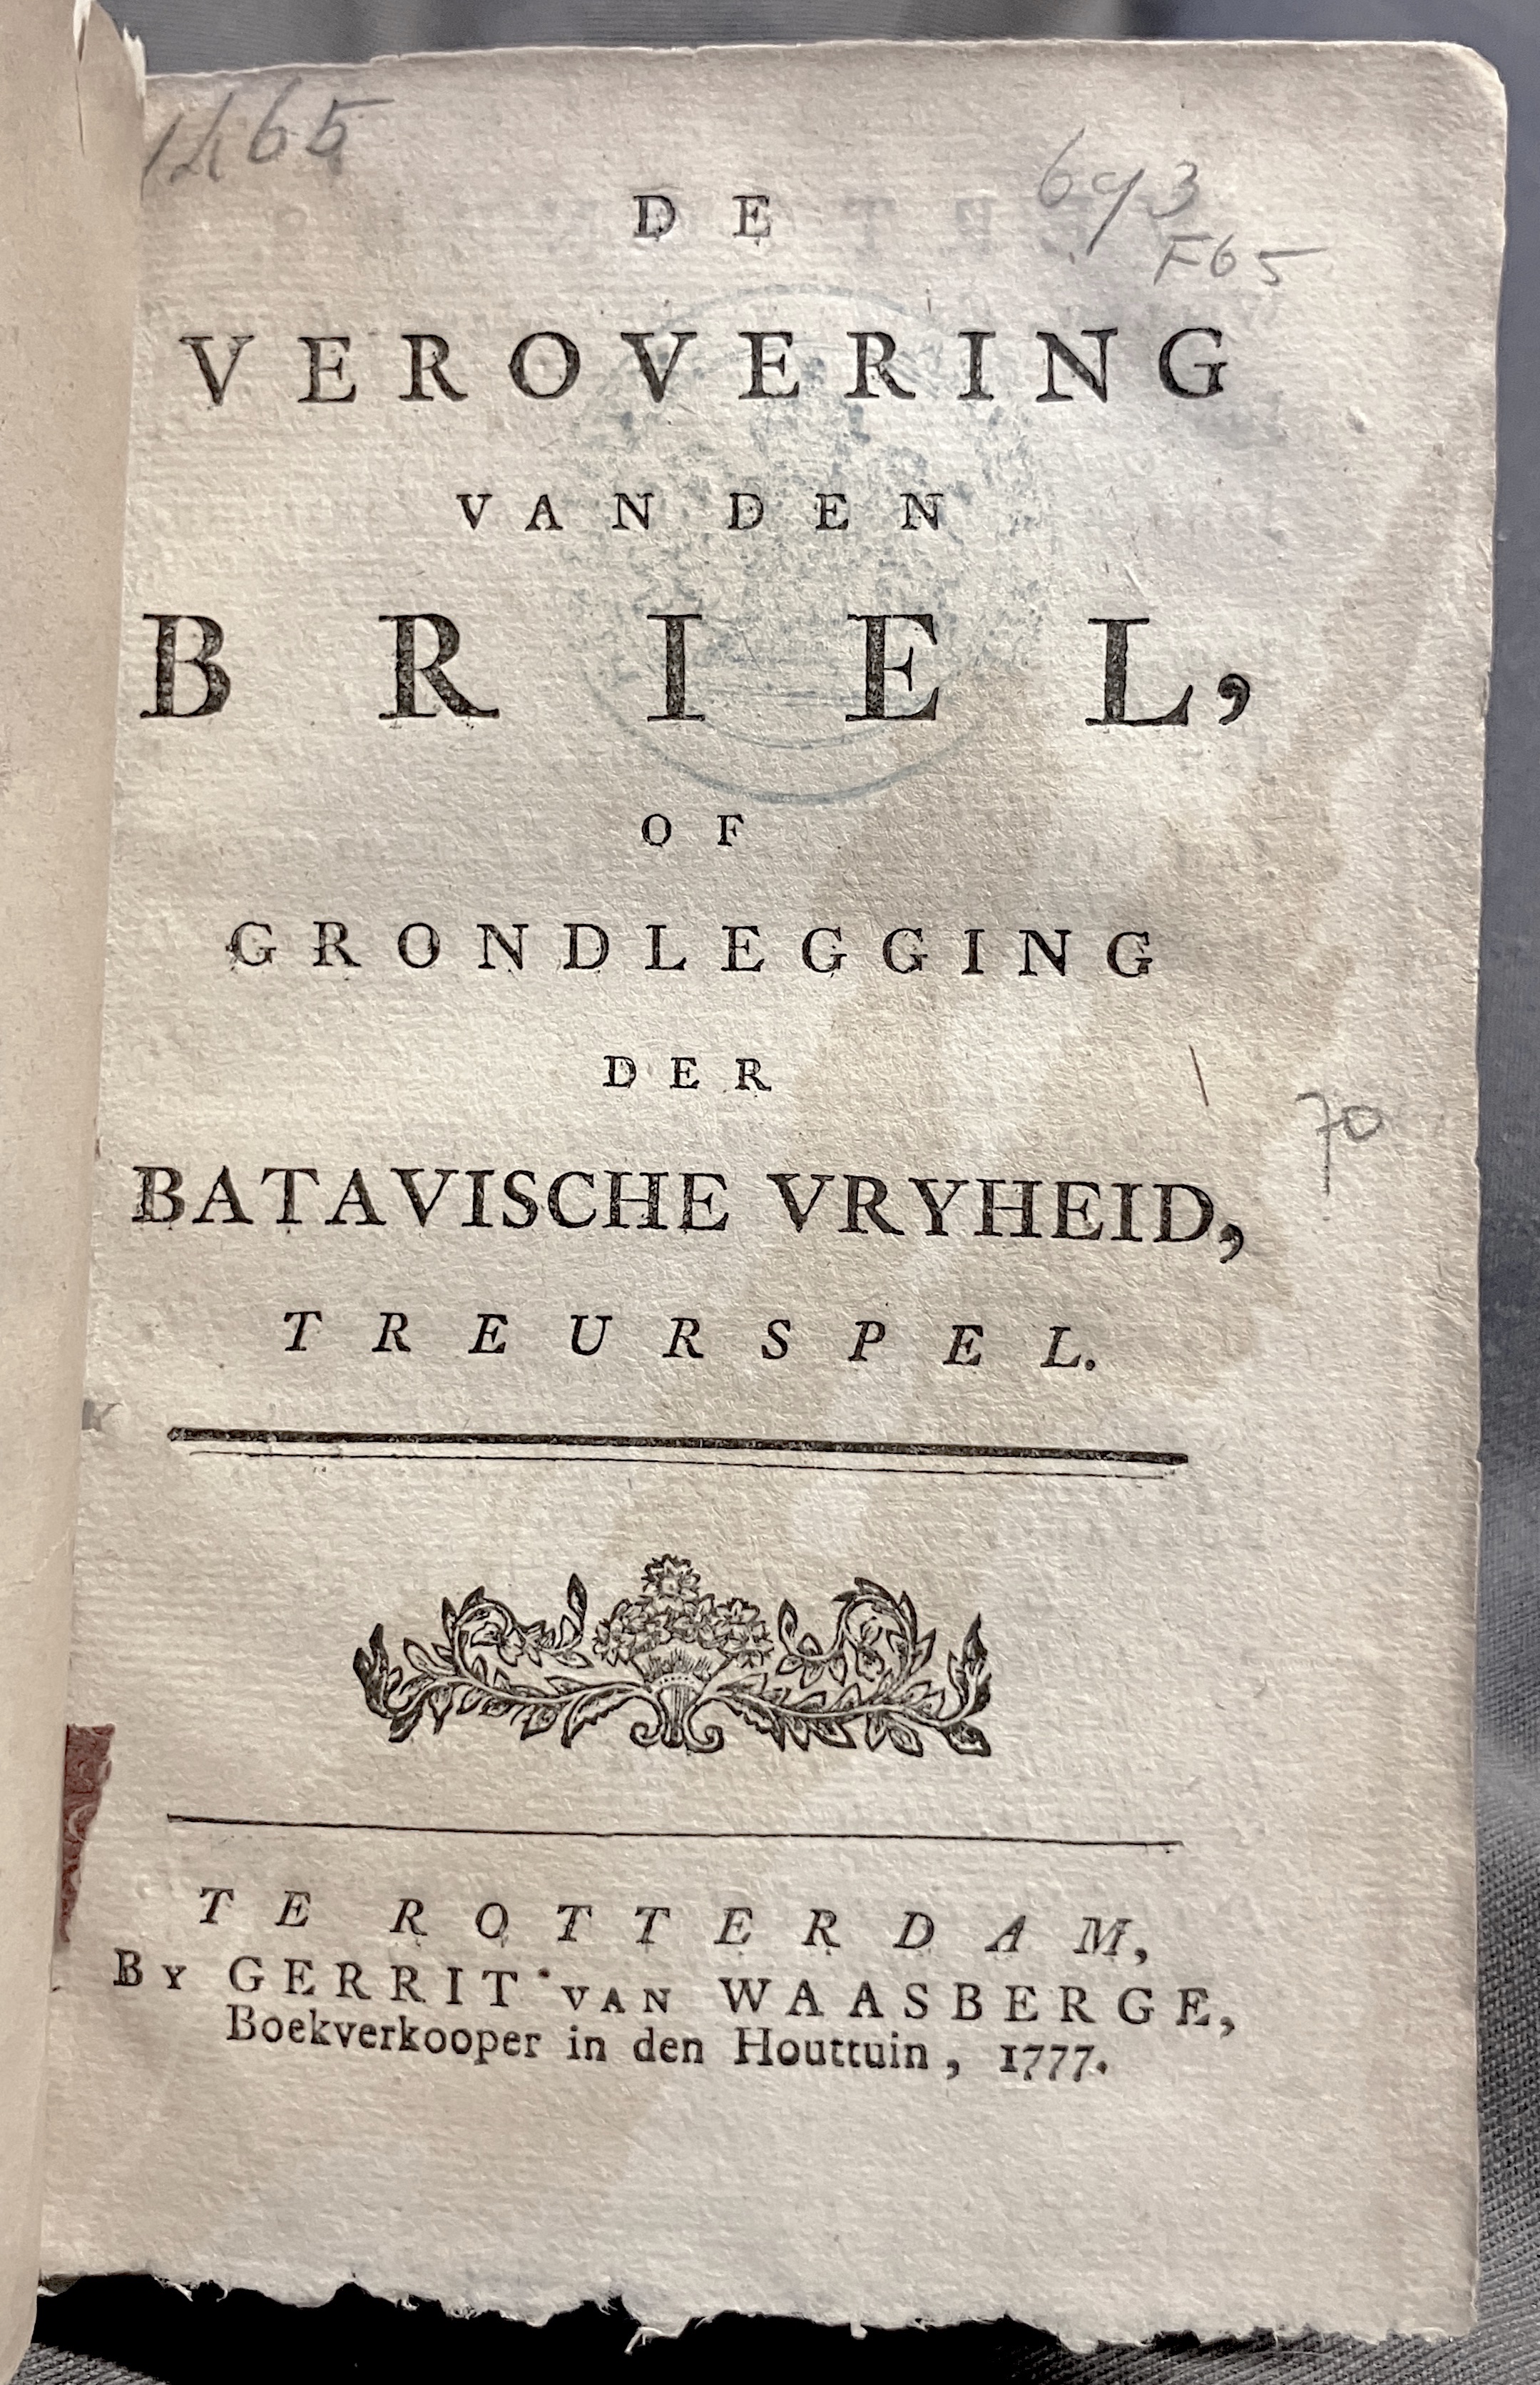 1465
693
F65
DE
VEROVERING
VAN DEN
BRIEL,
OF
GRONDLEGGING
DER
70
BATAVISCHE VRYHEID,
TREURSPEL.
TE ROTTERDAM,
BY GERRIT VAN WAASBERGE,
Boekverkooper in den Houttuin, 1777.